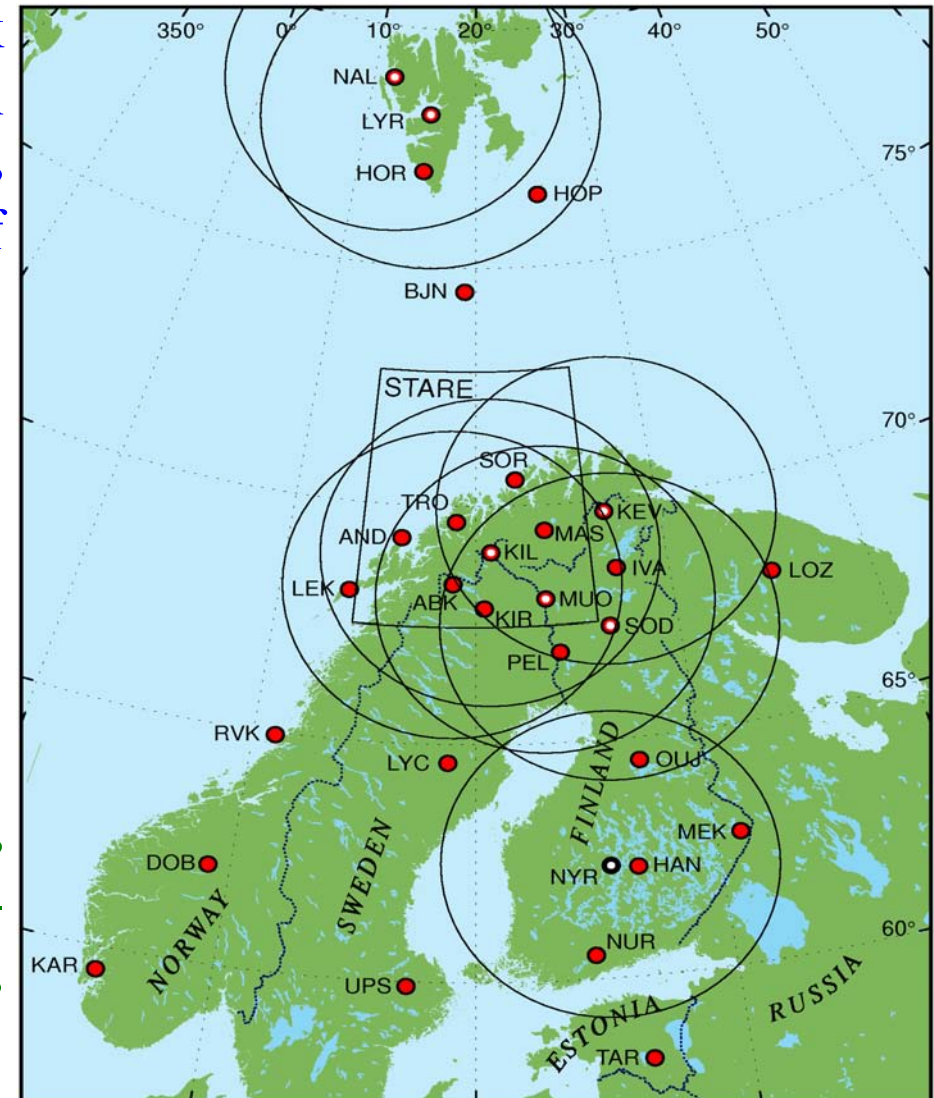 350°
0°
10°
20°
30°
40°
50°
NAL
LYR
75°
HOR
HOP
BJN
STARE
70°
SOR
TRO
KEV
AND
MAS
KIL
IVA
LOZ
LEK
ABK
MUO
KIR
SOD
PEL
65°
RVK
LYC
OUJ
FINLAND
MEK
SWEDEN
DOB
NYR
HAN
NORWAY
60°
NUR
KAR
UPS
RUSSIA
ESTONIA
TAR